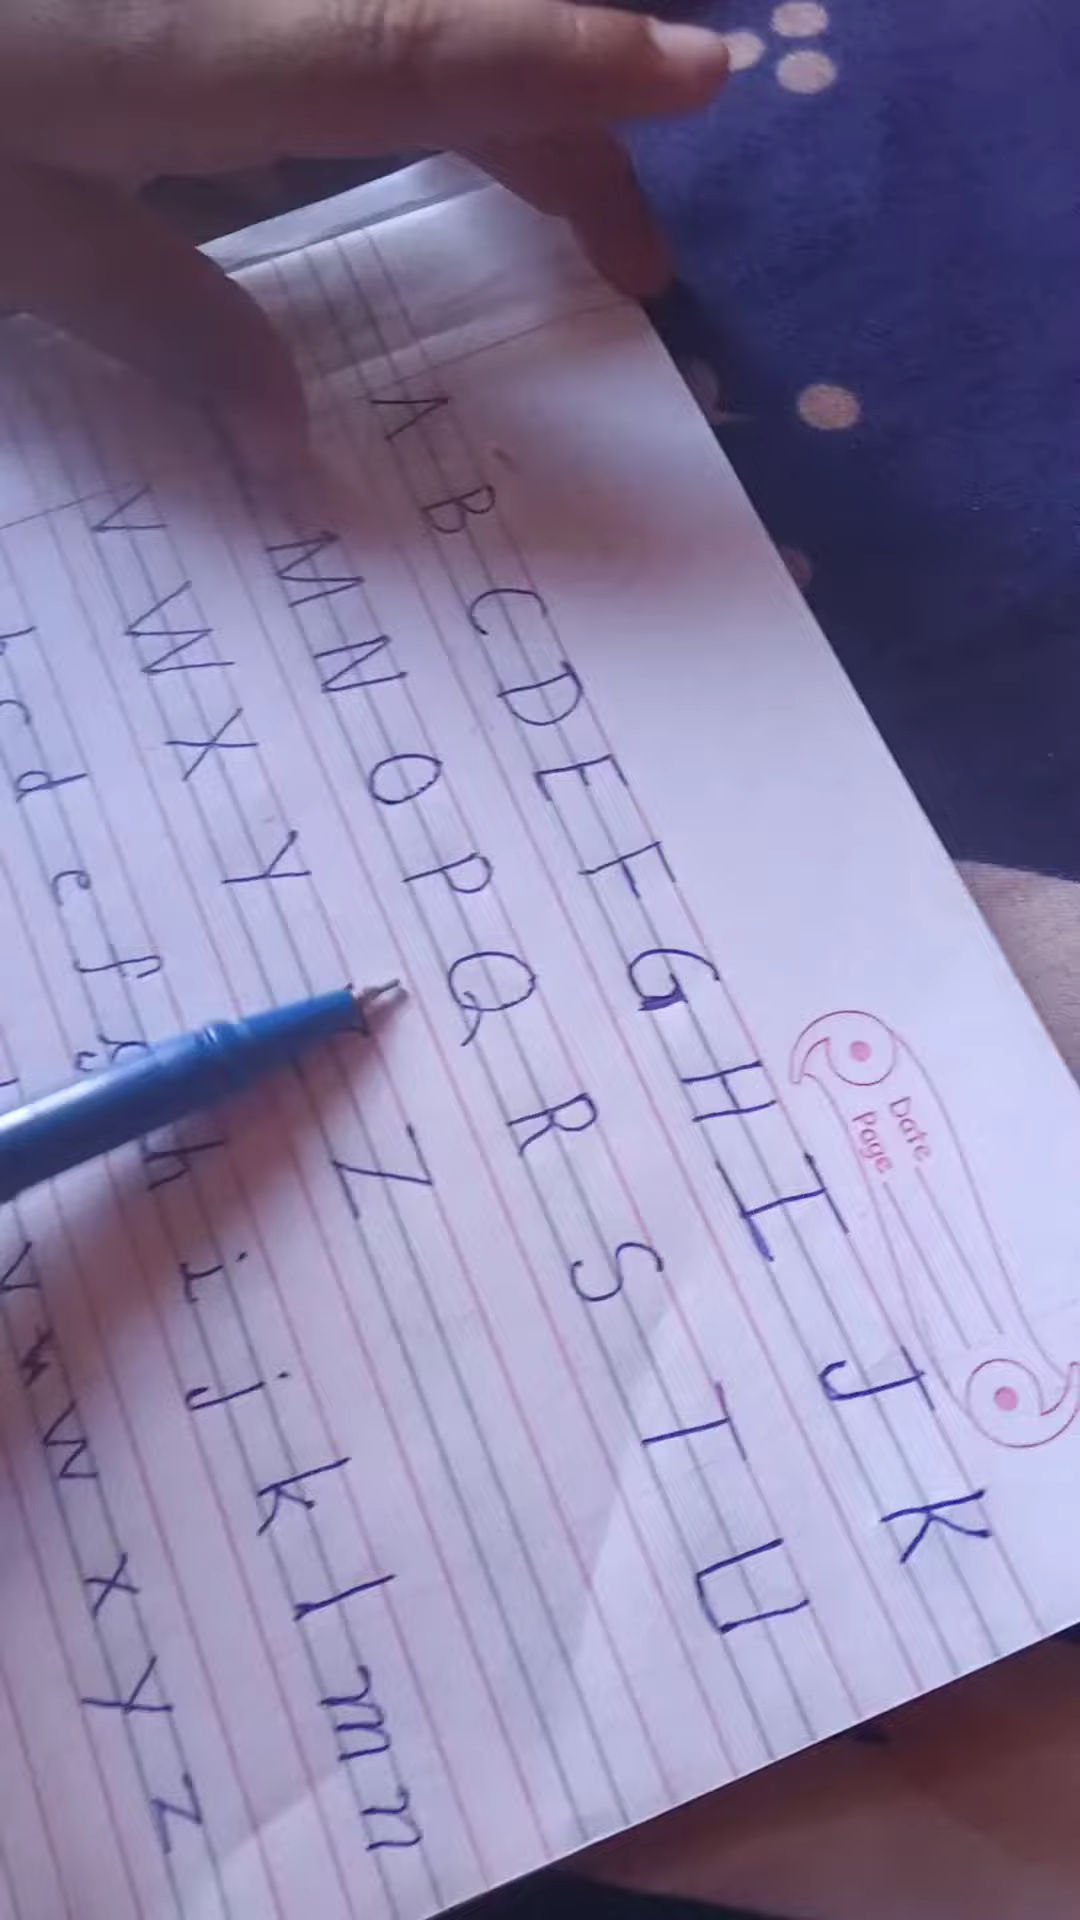 Date
Page
A B C D E F G H I J K
M N O P Q R S T U
V W X Y Z
b c d e f g h i j k l m n
v w x y z